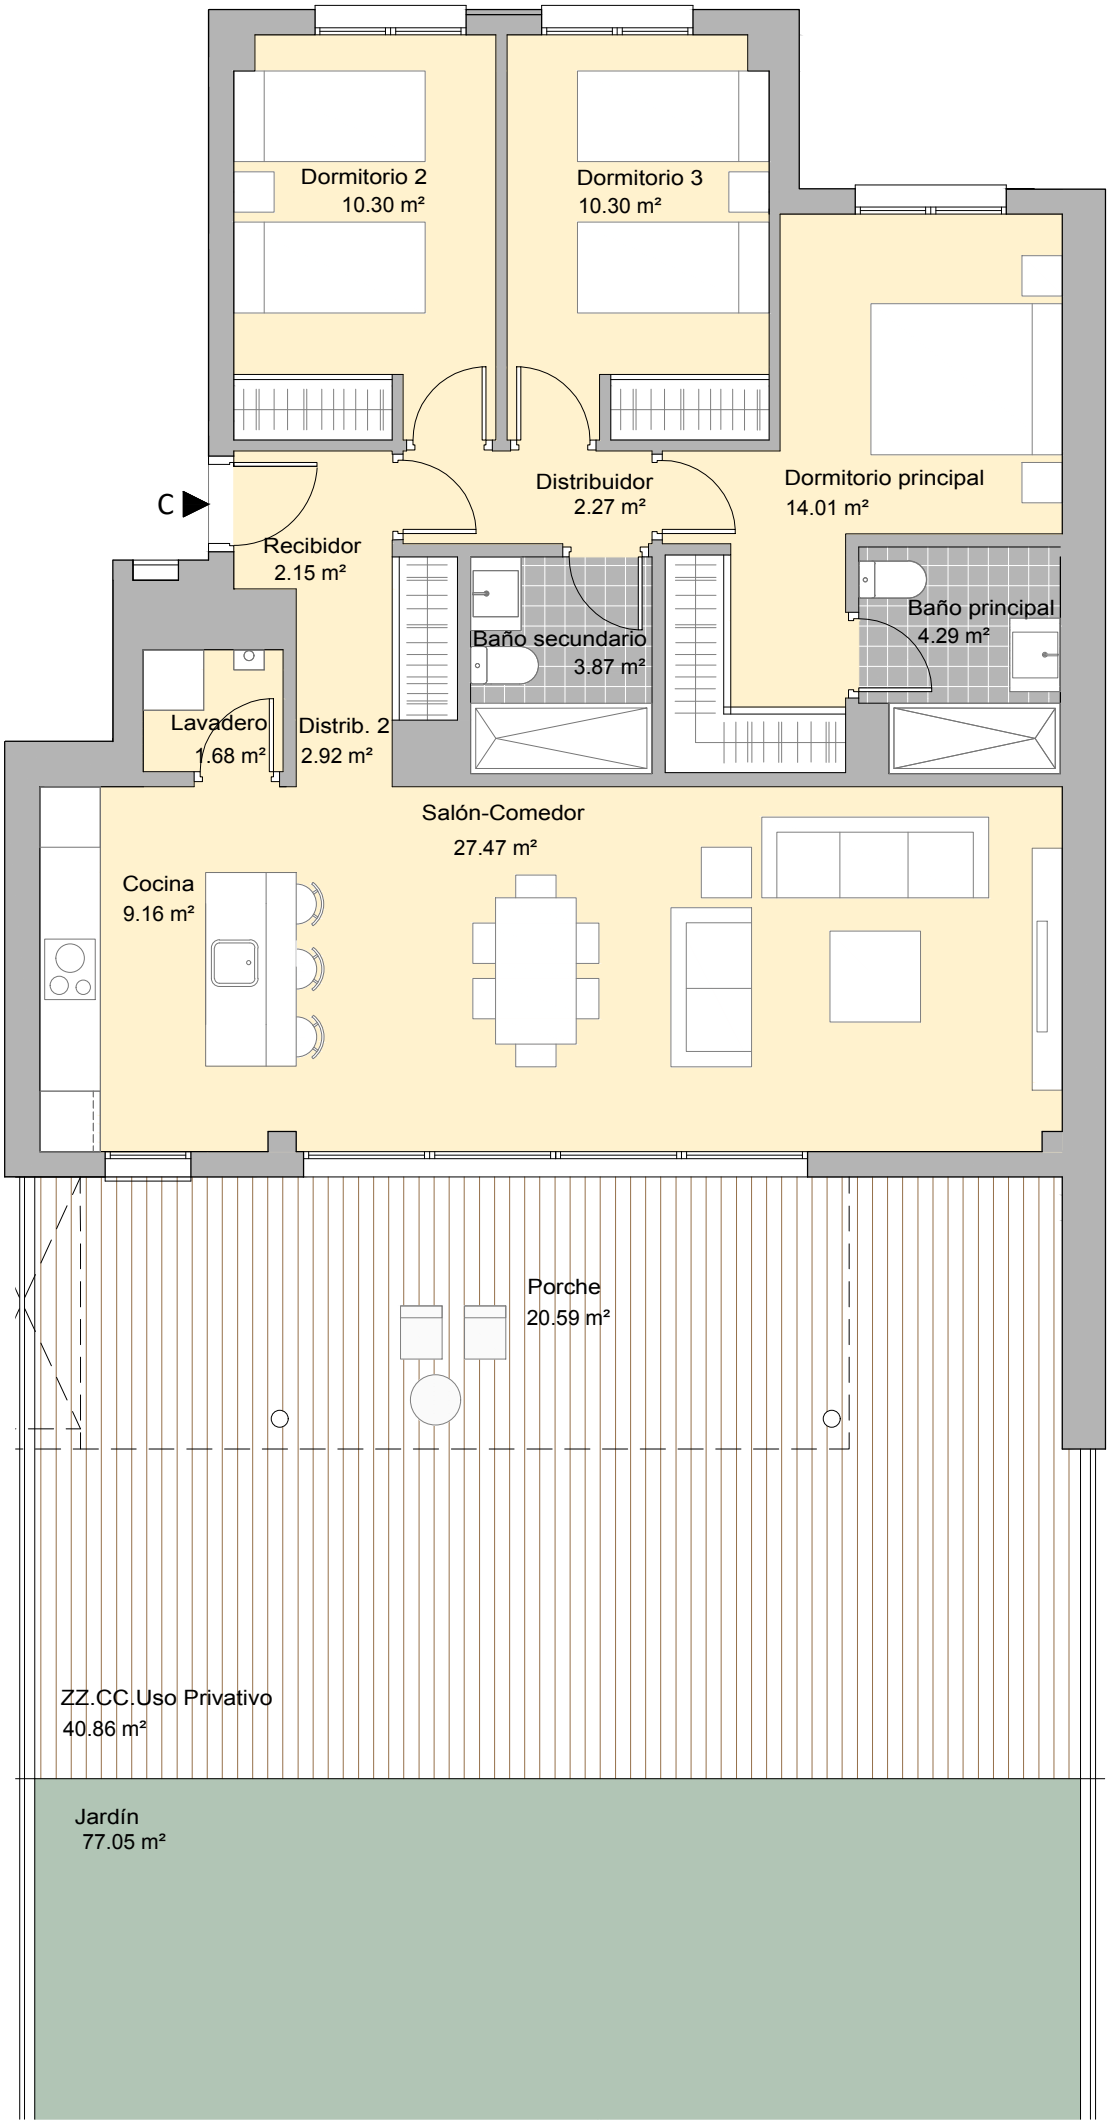 Dormitorio 2
10.30 m²
Dormitorio 3
10.30 m²
Dormitorio principal
14.01 m²
Distribuidor
2.27 m²
C
Recibidor
2.15 m²
Baño principal
4.29 m²
Baño secundario
3.87 m²
Lavadero
1.68 m²
Distrib. 2
2.92 m²
Salón-Comedor
27.47 m²
Cocina
9.16 m²
Porche
20.59 m²
ZZ.CC.Uso Privativo
40.86 m²
Jardín
77.05 m²